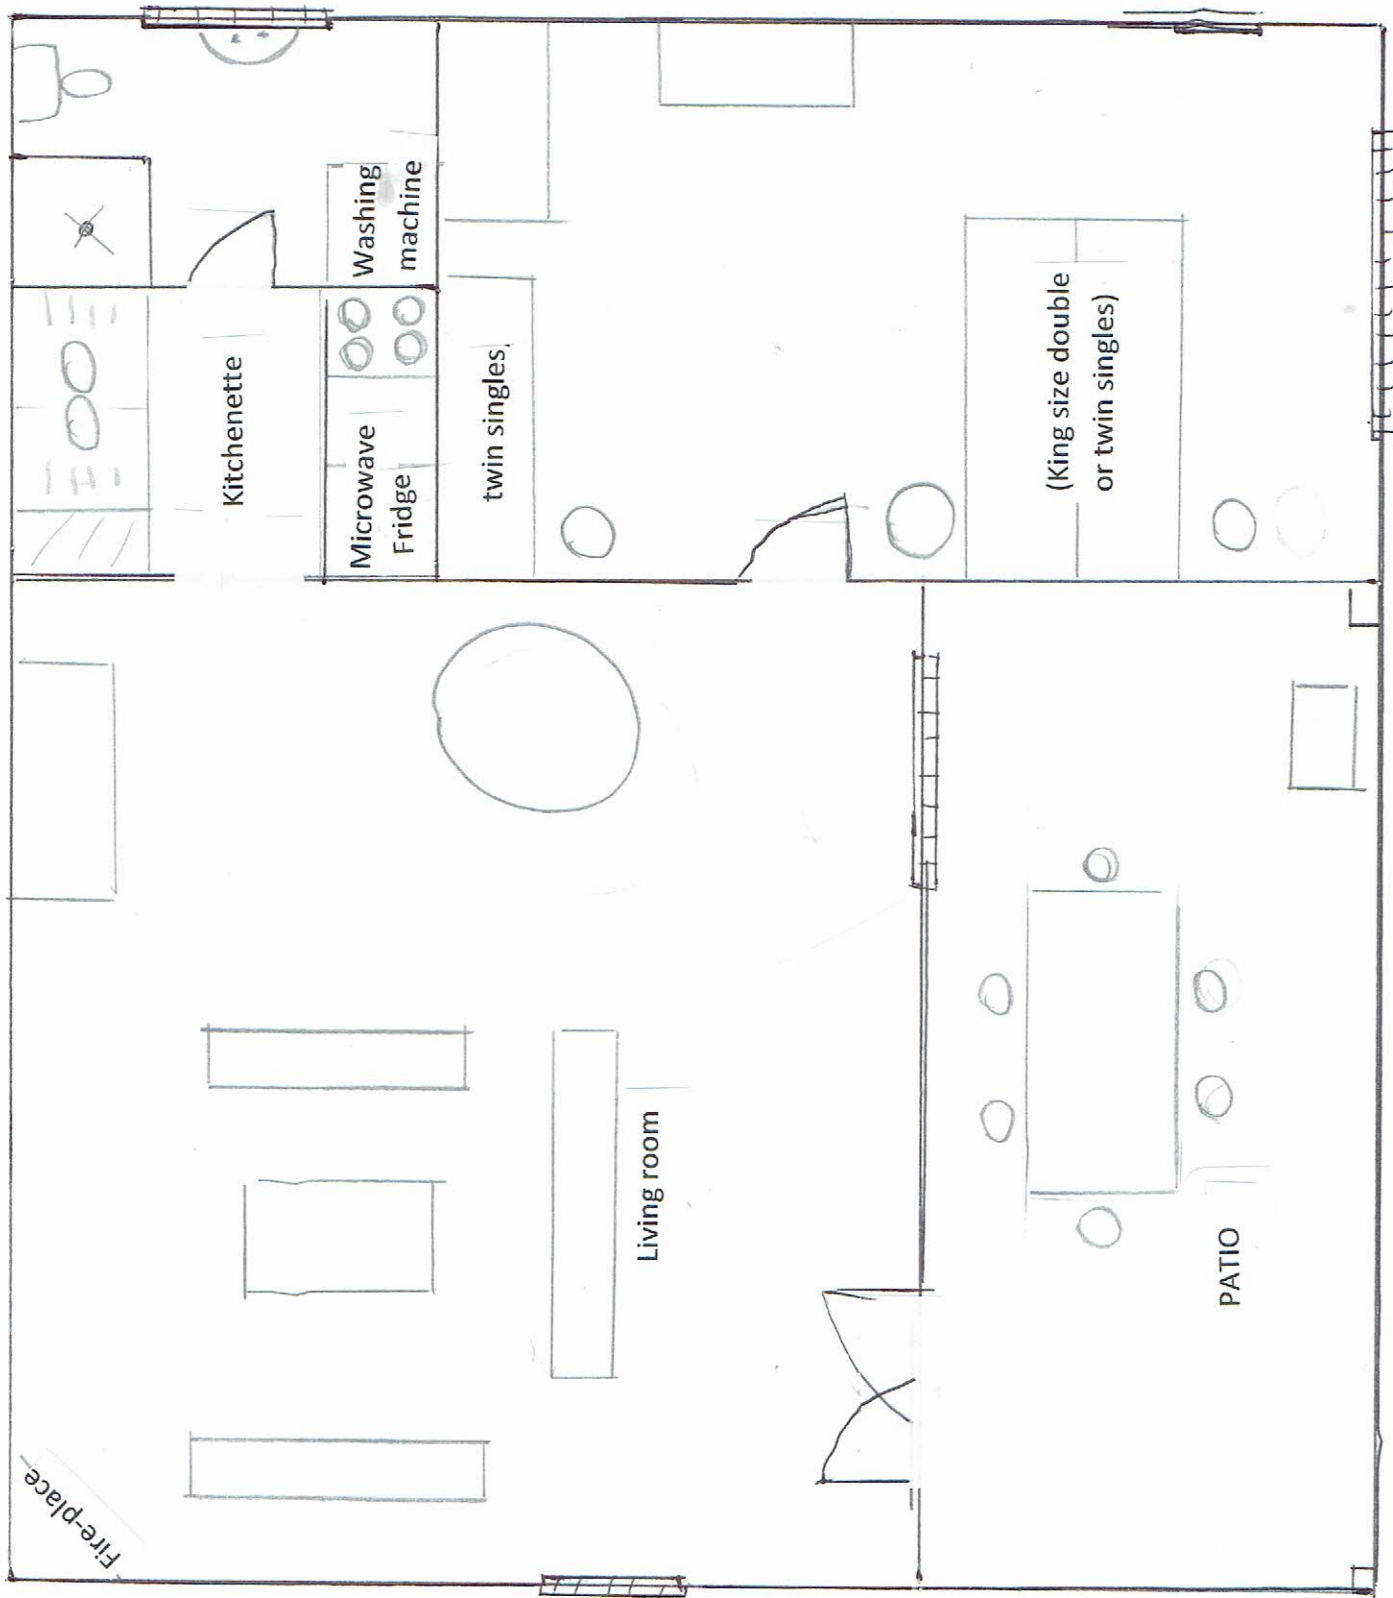 Fire-place
Living room
PATIO
Kitchenette
Microwave
Fridge
Washing
machine
twin singles,
(King size double
or twin singles)